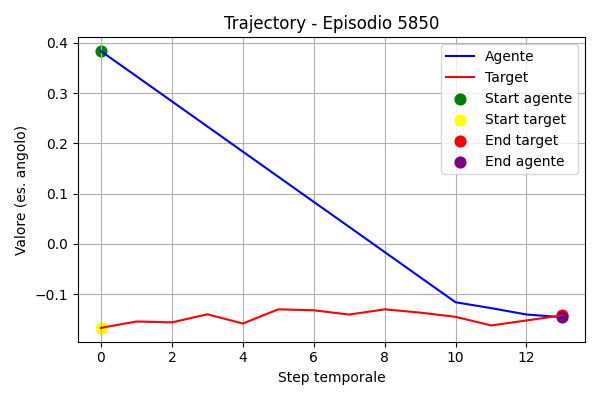 Trajectory - Episodio 5850
Valore (es. angolo)
0.4
0.3
0.2
0.1
0.0
−0.1
Agente
Target
Start agente
Start target
End target
End agente
0 2 4 6 8 10 12
Step temporale